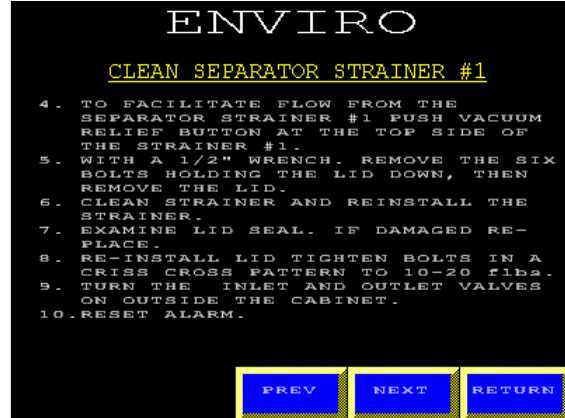 ENVIRO
CLEAN SEPARATOR STRAINER #1
4. TO FACILITATE FLOW FROM THE
SEPARATOR STRAINER #1 PUSH VACUUM
RELIEF BUTTON AT THE TOP SIDE OF
THE STRAINER #1.
5. WITH A 1/2" WRENCH. REMOVE THE SIX
BOLTS HOLDING THE LID DOWN, THEN
REMOVE THE LID.
6. CLEAN STRAINER AND REINSTALL THE
STRAINER.
7. EXAMINE LID SEAL. IF DAMAGED RE-
PLACE.
8. RE-INSTALL LID TIGHTEN BOLTS IN A
CRISS CROSS PATTERN TO 10-20 flbs.
9. TURN THE INLET AND OUTLET VALVES
ON OUTSIDE THE CABINET.
10.RESET ALARM.
PREV NEXT RETURN